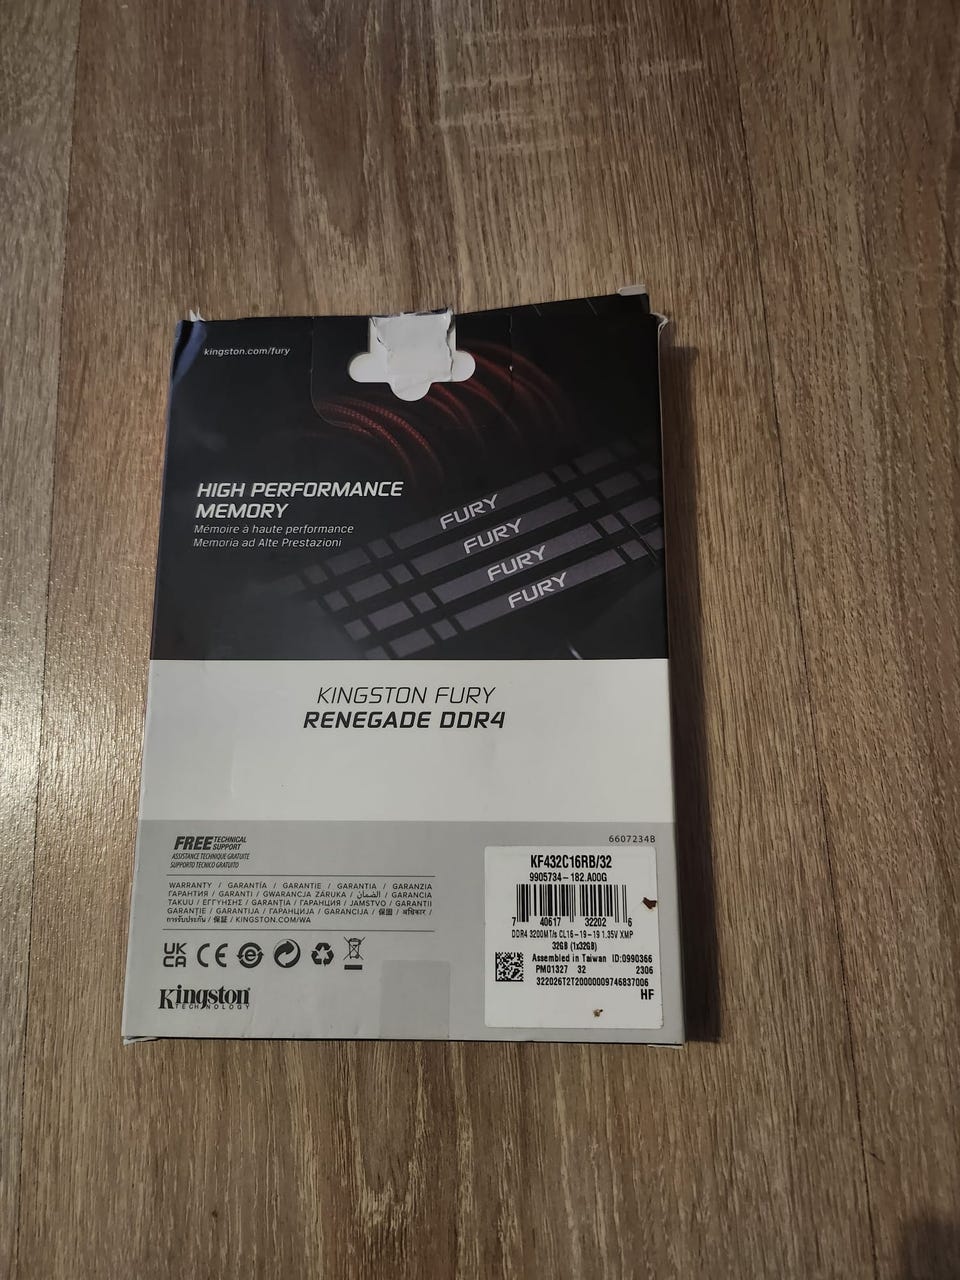 kingston.com/fury
HIGH PERFORMANCE
MEMORY
Mémoire à haute performance
Memoria ad Alte Prestazioni
FURY
FURY
FURY
FURY
KINGSTON FURY
RENEGADE DDR4
FREE TECHNICAL SUPPORT
ASSISTANCE TECHNIQUE GRATUITE
SUPPORTO TECNICO GRATUITO
WARRANTY / GARANTÍA / GARANTIE / GARANTIA / GARANZIA
ГАРАНТИЯ / GARANTI / GWARANCJA ZÁRUKA / الضمان / GARANCIA
TAKUU / ΕΓΓΥΗΣΗΣ / GARANŢIA / ГАРАНЦИЯ / JAMSTVO / GARANTII
GARANTIJA / ГАРАНЦИЈА / GARANCIJA / 保固
การรับประกัน / 保証 / KINGSTON.COM/WA
UK
CA
CE
Kingston
TECHNOLOGY
6607234B
KF432C16RB/32
9905734-182.A00G
7 40617 32202 6
DDR4 3200MT/s CL16-19-19 1.35V XMP
32GB (1x32GB)
Assembled in Taiwan ID:0990366
PM01327 32 2306
322026T2T20000009746837006
HF